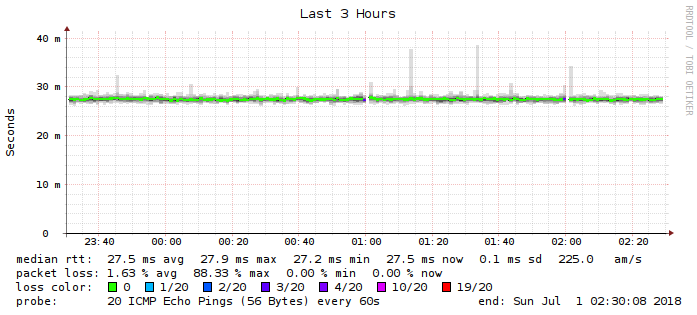 Last 3 Hours
RRDTOOL / TOBI OETIKER
Seconds
40 m
30 m
20 m
10 m
0
23:40 00:00 00:20 00:40 01:00 01:20 01:40 02:00 02:20
median rtt: 27.5 ms avg 27.9 ms max 27.2 ms min 27.5 ms now 0.1 ms sd 225.0 am/s
packet loss: 1.63 % avg 88.33 % max 0.00 % min 0.00 % now
loss color: 0 1/20 2/20 3/20 4/20 10/20 19/20
probe: 20 ICMP Echo Pings (56 Bytes) every 60s end: Sun Jul 1 02:30:08 2018